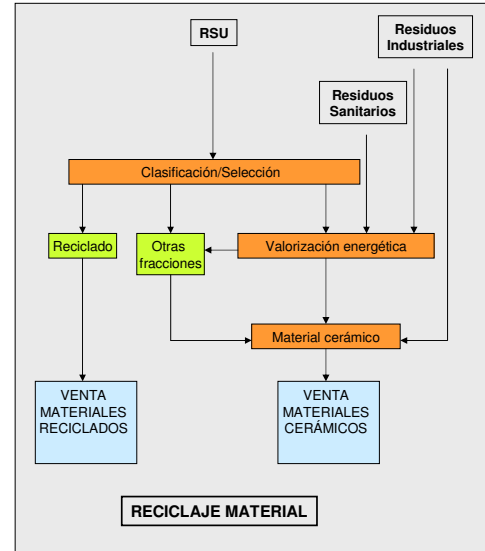 RSU
Residuos
Industriales
Residuos
Sanitarios
Clasificación/Selección
Reciclado
Otras
fracciones
Valorización energética
Material cerámico
VENTA
MATERIALES
RECICLADOS
VENTA
MATERIALES
CERÁMICOS
RECICLAJE MATERIAL